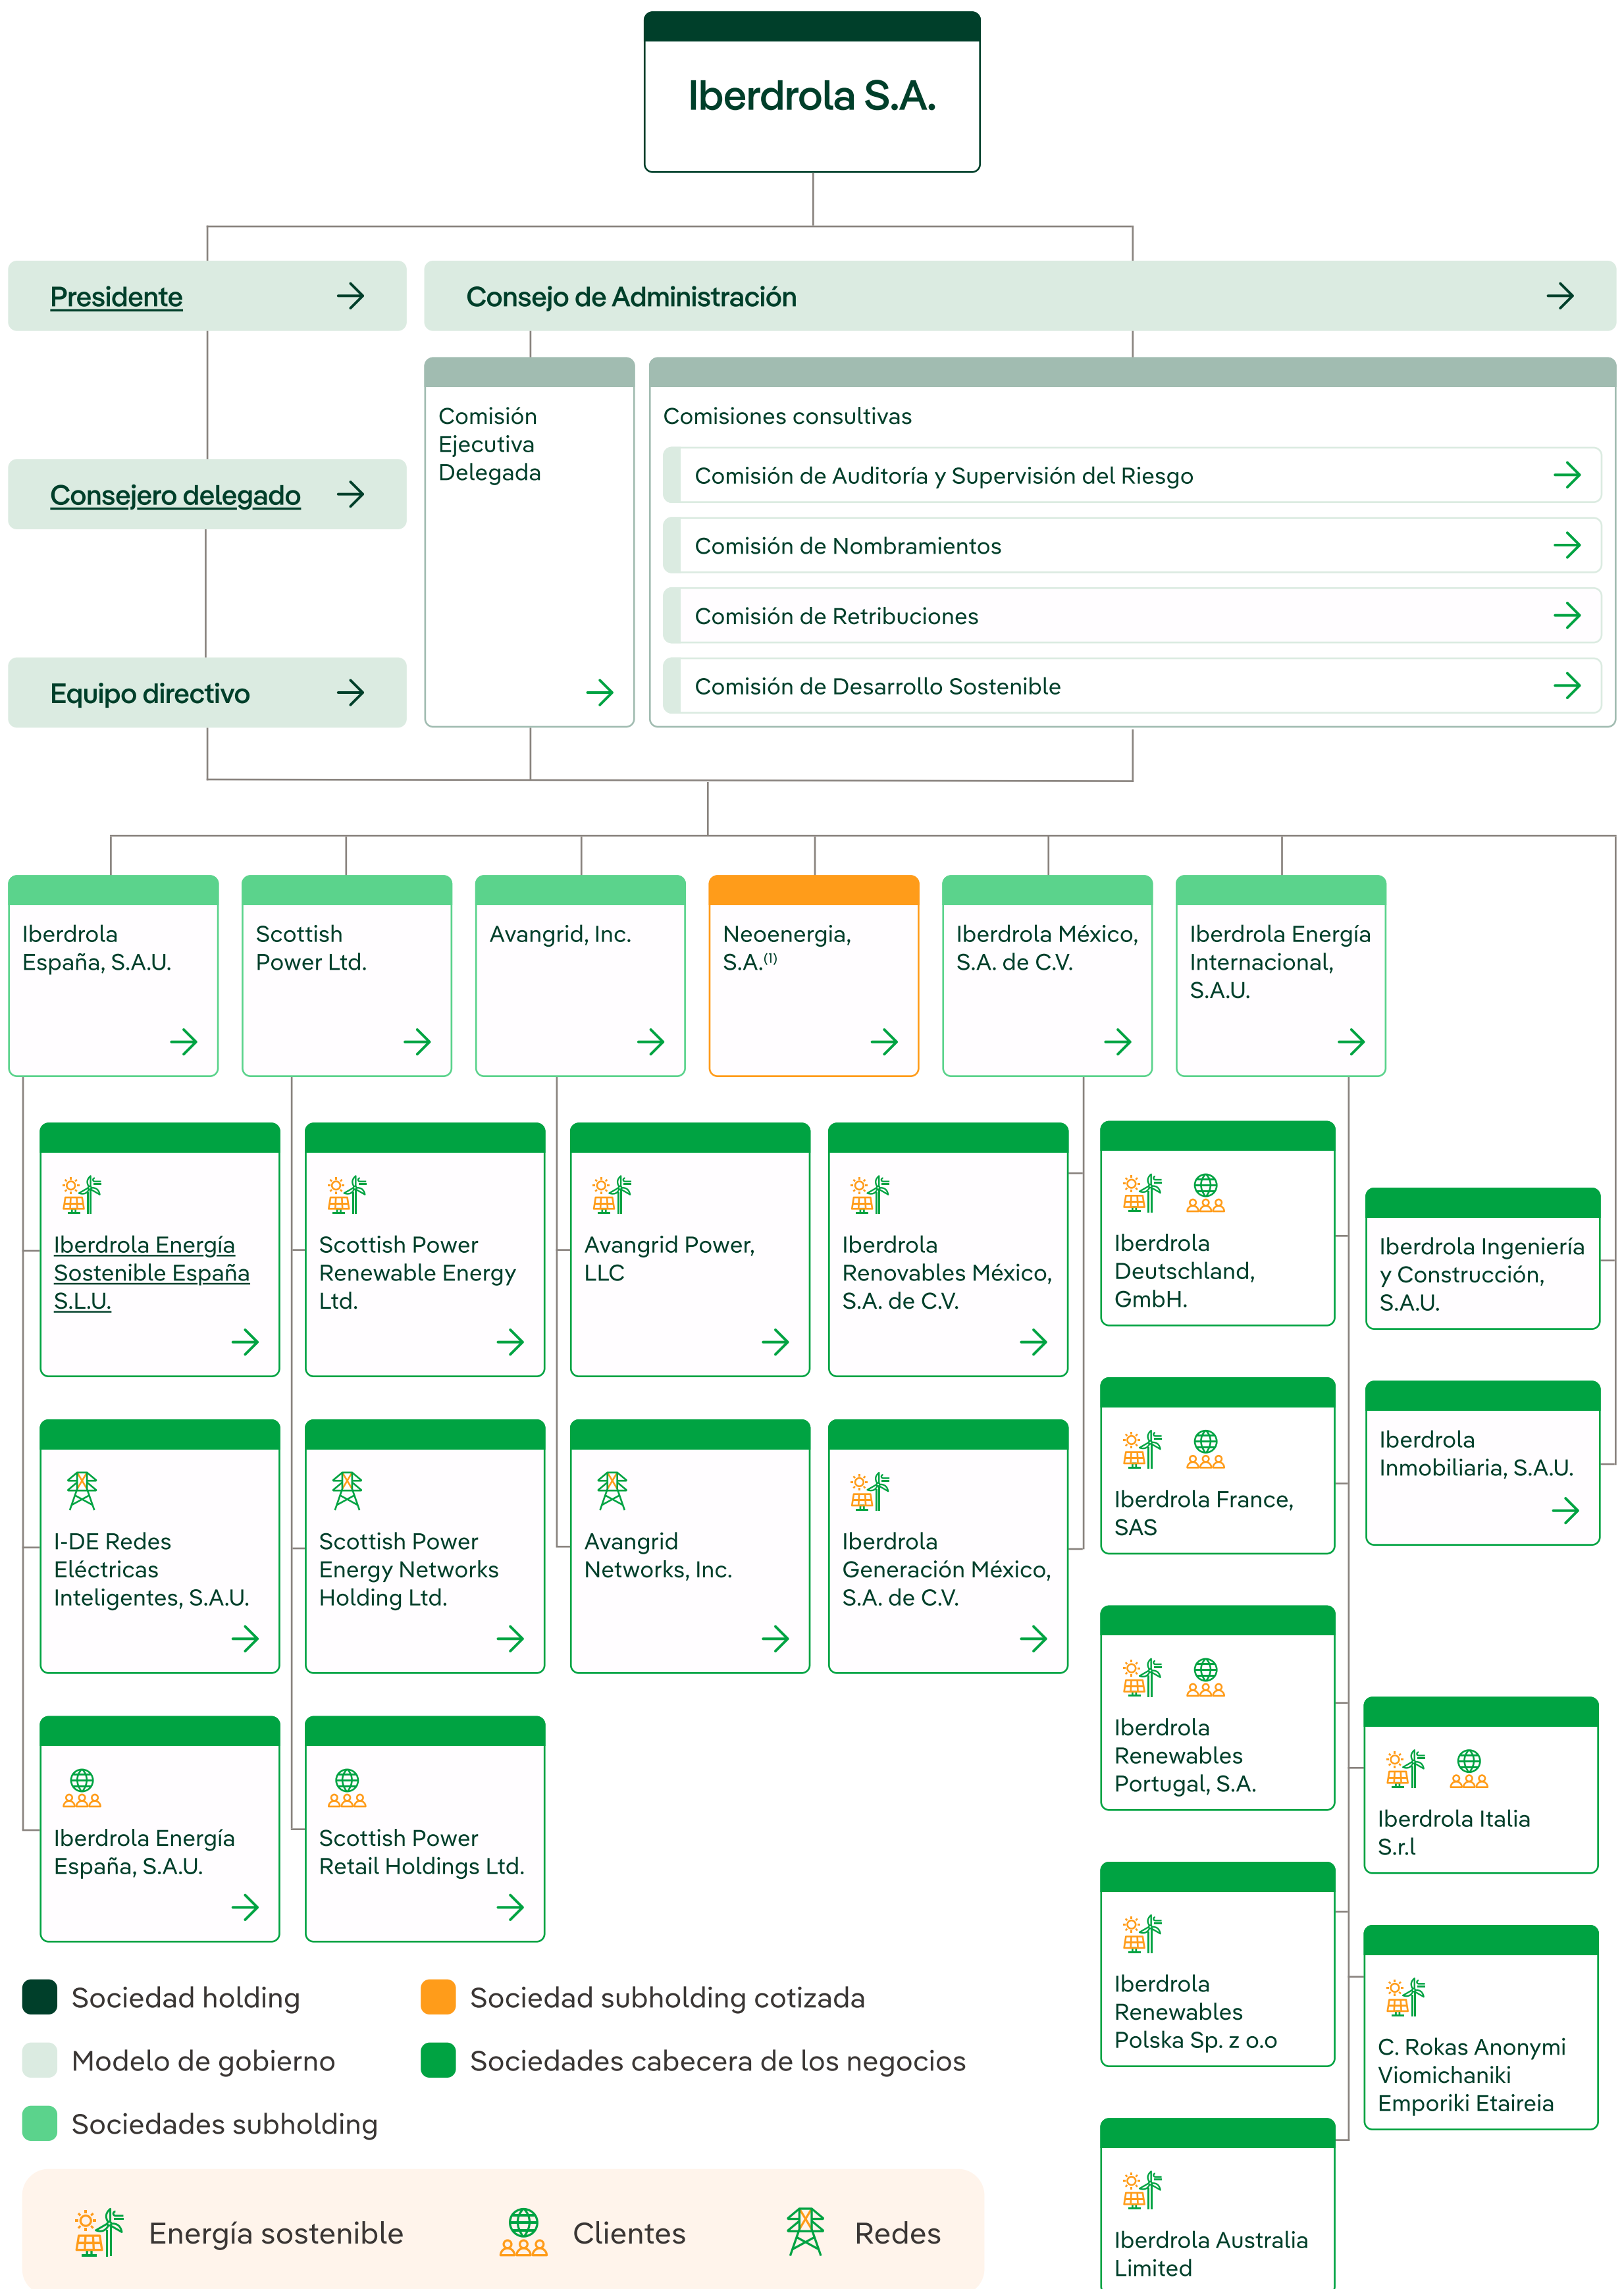 Iberdrola S.A.
Presidente
Consejo de Administración
Consejero delegado
Equipo directivo
Comisión
Ejecutiva
Delegada
Comisiones consultivas
Comisión de Auditoría y Supervisión del Riesgo
Comisión de Nombramientos
Comisión de Retribuciones
Comisión de Desarrollo Sostenible
Iberdrola
España, S.A.U.
Scottish
Power Ltd.
Avangrid, Inc.
Neoenergia,
S.A.(1)
Iberdrola México,
S.A. de C.V.
Iberdrola Energía
Internacional,
S.A.U.
Iberdrola Energía
Sostenible España
S.L.U.
Scottish Power
Renewable Energy
Ltd.
Avangrid Power,
LLC
Iberdrola
Renovables México,
S.A. de C.V.
Iberdrola
Deutschland,
GmbH.
Iberdrola Ingeniería
y Construcción,
S.A.U.
I-DE Redes
Eléctricas
Inteligentes, S.A.U.
Scottish Power
Energy Networks
Holding Ltd.
Avangrid
Networks, Inc.
Iberdrola
Generación México,
S.A. de C.V.
Iberdrola France,
SAS
Iberdrola
Inmobiliaria, S.A.U.
Iberdrola Energía
España, S.A.U.
Scottish Power
Retail Holdings Ltd.
Iberdrola
Renewables
Portugal, S.A.
Iberdrola Italia
S.r.l
Iberdrola
Renewables
Polska Sp. z o.o
C. Rokas Anonymi
Viomichaniki
Emporiki Etaireia
Iberdrola Australia
Limited
Sociedad holding
Sociedad subholding cotizada
Modelo de gobierno
Sociedades cabecera de los negocios
Sociedades subholding
Energía sostenible
Clientes
Redes